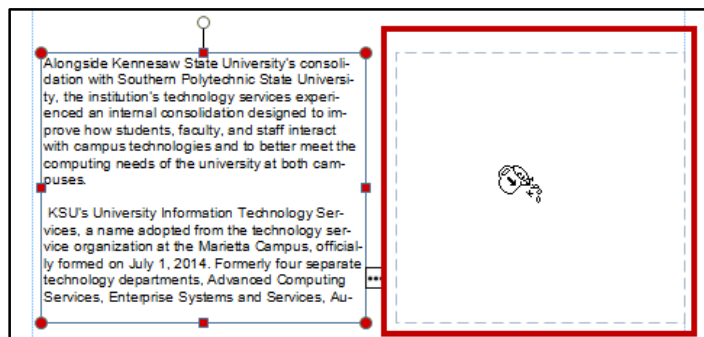 Alongside Kennesaw State University's consoli-
dation with Southern Polytechnic State Universi-
ty, the institution's technology services experi-
enced an internal consolidation designed to im-
prove how students, faculty, and staff interact
with campus technologies and to better meet the
computing needs of the university at both cam-
puses.
KSU's University Information Technology Ser-
vices, a name adopted from the technology ser-
vice organization at the Marietta Campus, official-
ly formed on July 1, 2014. Formerly four separate
technology departments, Advanced Computing
Services, Enterprise Systems and Services, Au-